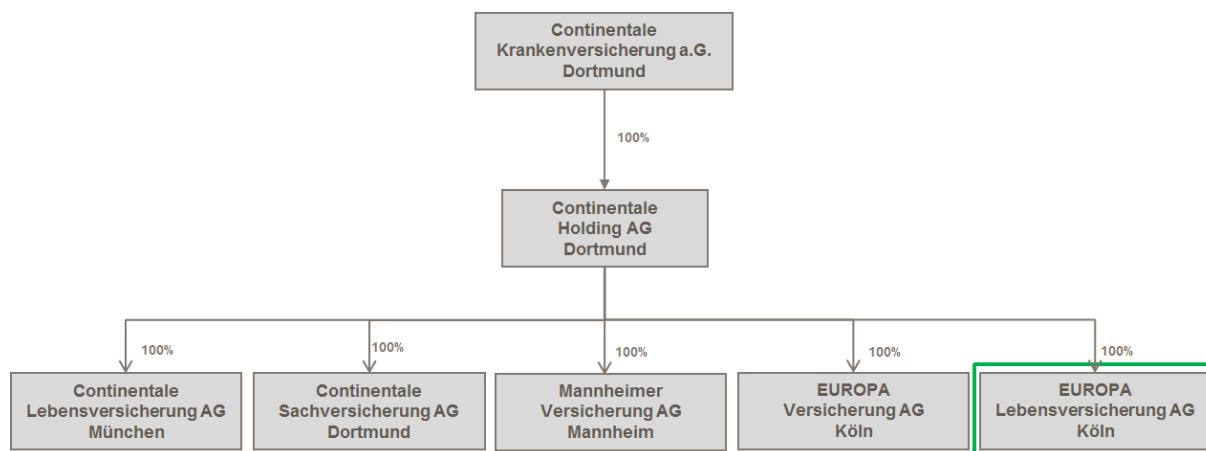 Continentale
Krankenversicherung a.G.
Dortmund
100%
Continentale
Holding AG
Dortmund
100%
100%
100%
100%
100%
Continentale
Lebensversicherung AG
München
Continentale
Sachversicherung AG
Dortmund
Mannheimer
Versicherung AG
Mannheim
EUROPA
Versicherung AG
Köln
EUROPA
Lebensversicherung AG
Köln